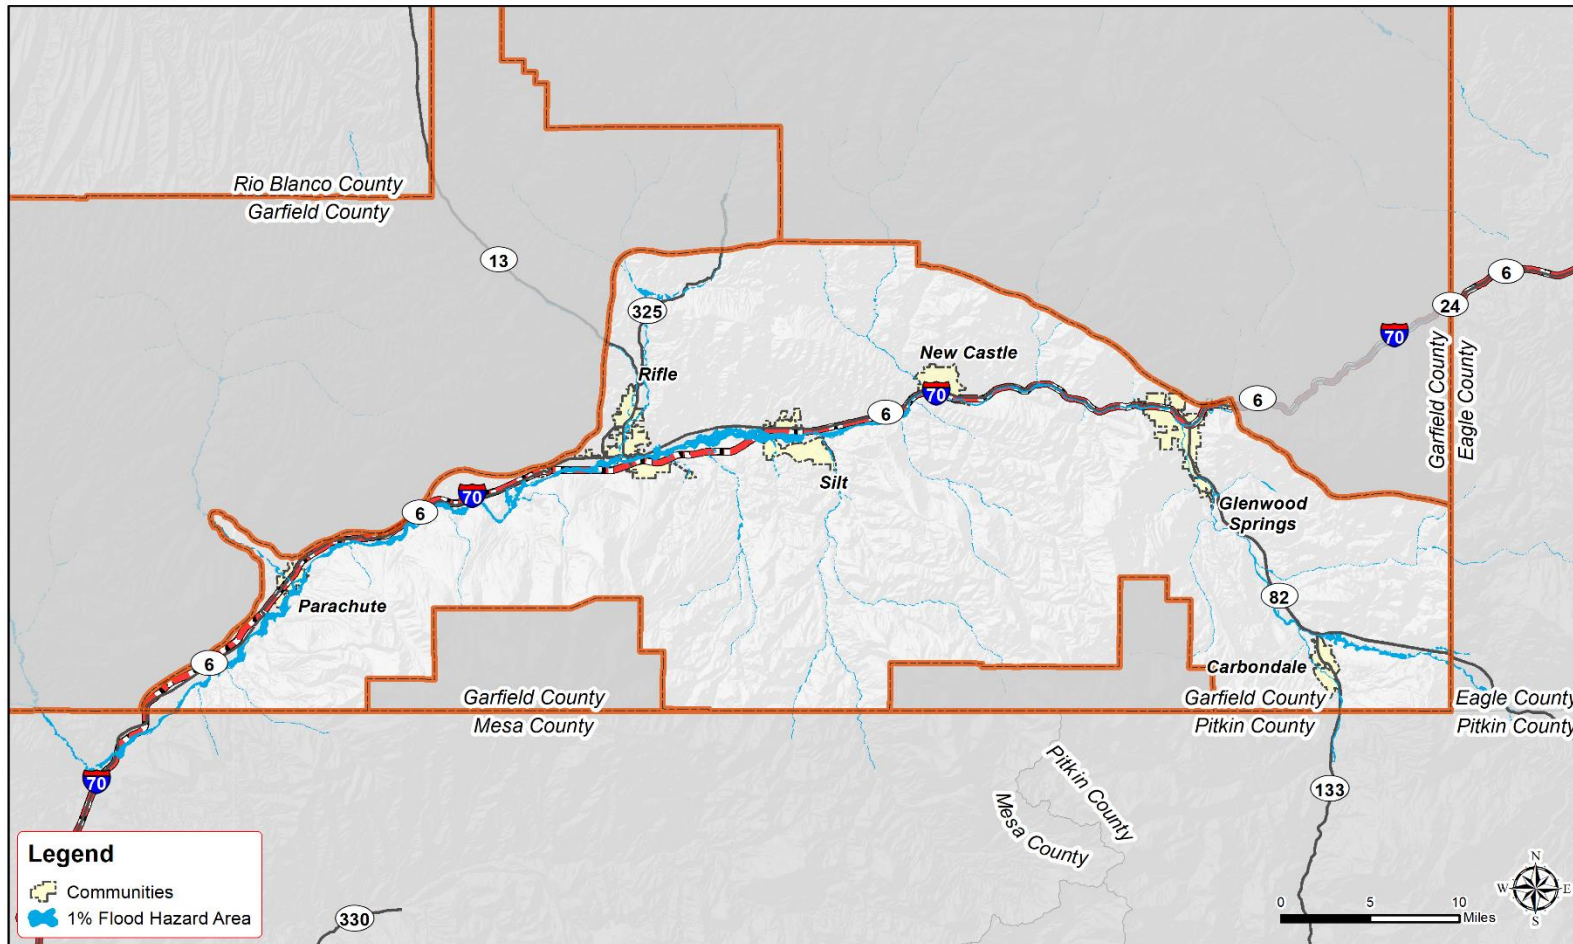 Rio Blanco County
Garfield County
13
6
24
70
Garfield County
Eagle County
325
New Castle
Rifle
70
6
6
Silt
70
6
Glenwood
Springs
Parachute
82
6
Carbondale
Garfield County
Mesa County
Garfield County
Pitkin County
Eagle County
Pitkin County
70
Pitkin County
Mesa County
133
Legend
Communities
1% Flood Hazard Area
330
0 5 10
Miles
N
W E
S